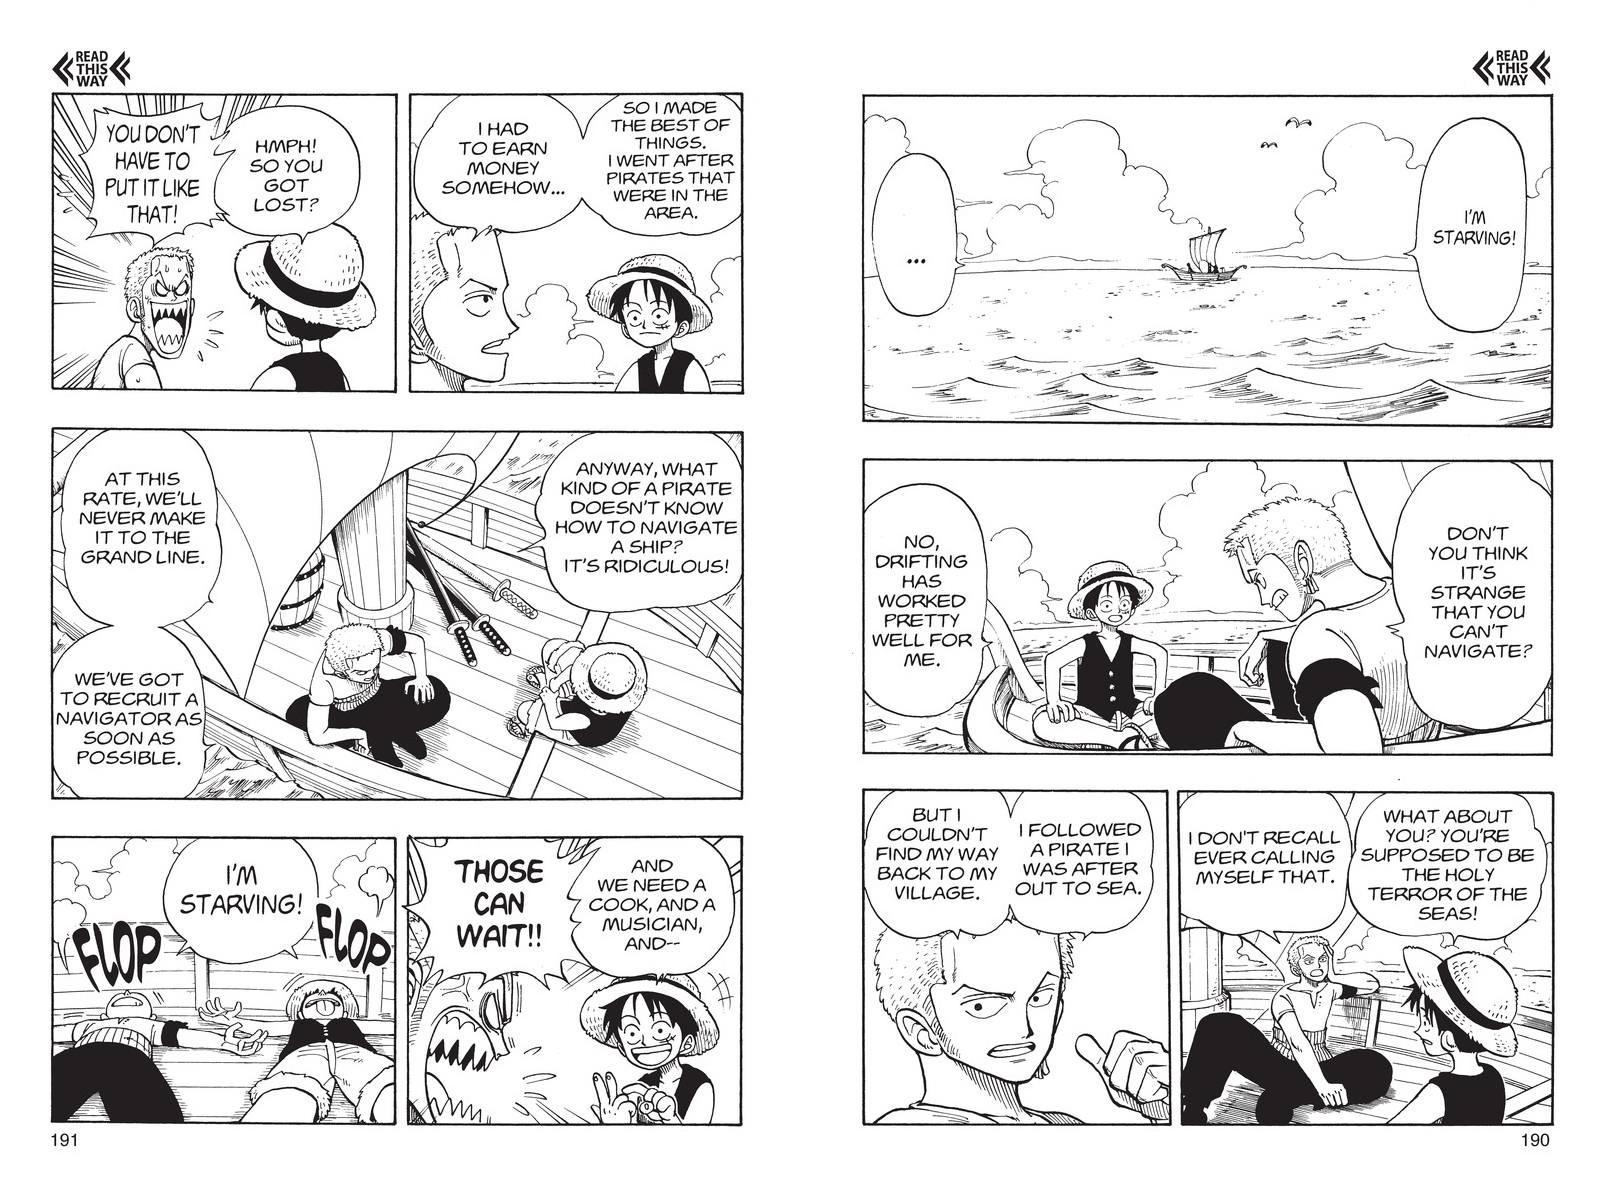 READ
THIS
WAY
I'M
STARVING!
...
DON'T
YOU THINK
IT'S
STRANGE
THAT YOU
CAN'T
NAVIGATE?
NO,
DRIFTING
HAS
WORKED
PRETTY
WELL FOR
ME.
WHAT ABOUT
YOU? YOU'RE
SUPPOSED TO BE
THE HOLY
TERROR OF THE
SEAS!
I DON'T RECALL
EVER CALLING
MYSELF THAT.
I FOLLOWED
A PIRATE I
WAS AFTER
OUT TO SEA.
BUT I
COULDN'T
FIND MY WAY
BACK TO MY
VILLAGE.
190
READ
THIS
WAY
SO I MADE
THE BEST OF
THINGS.
I WENT AFTER
PIRATES THAT
WERE IN THE
AREA.
I HAD
TO EARN
MONEY
SOMEHOW...
HMPH!
SO YOU
GOT
LOST?
YOU DON'T
HAVE TO
PUT IT LIKE
THAT!
ANYWAY, WHAT
KIND OF A PIRATE
DOESN'T KNOW
HOW TO NAVIGATE
A SHIP?
IT'S RIDICULOUS!
AT THIS
RATE, WE'LL
NEVER MAKE
IT TO THE
GRAND LINE.
WE'VE GOT
TO RECRUIT A
NAVIGATOR AS
SOON AS
POSSIBLE.
AND
WE NEED A
COOK, AND A
MUSICIAN,
AND--
THOSE
CAN
WAIT!!
I'M
STARVING!
FLOP
FLOP
191